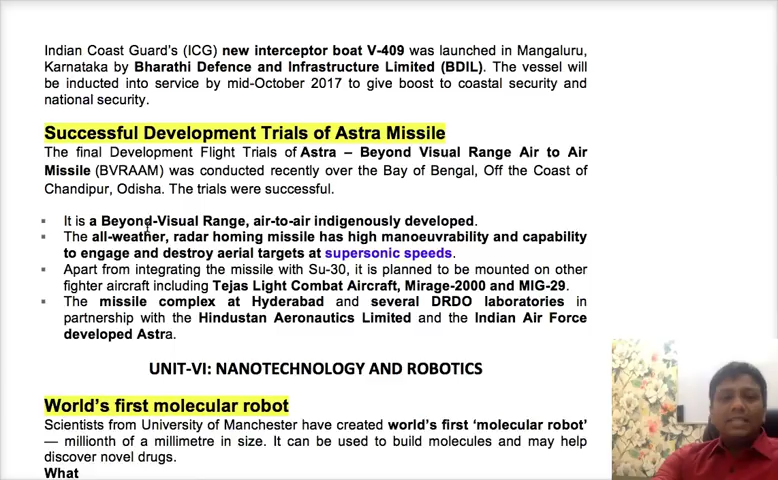 Indian Coast Guard's (ICG) new interceptor boat V-409 was launched in Mangaluru,
Karnataka by Bharathi Defence and Infrastructure Limited (BDIL). The vessel will
be inducted into service by mid-October 2017 to give boost to coastal security and
national security.
Successful Development Trials of Astra Missile
The final Development Flight Trials of Astra – Beyond Visual Range Air to Air
Missile (BVRAAM) was conducted recently over the Bay of Bengal, Off the Coast of
Chandipur, Odisha. The trials were successful.
▪ It is a Beyond-Visual Range, air-to-air indigenously developed.
▪ The all-weather, radar homing missile has high manoeuvrability and capability
to engage and destroy aerial targets at supersonic speeds.
▪ Apart from integrating the missile with Su-30, it is planned to be mounted on other
fighter aircraft including Tejas Light Combat Aircraft, Mirage-2000 and MIG-29.
▪ The missile complex at Hyderabad and several DRDO laboratories in
partnership with the Hindustan Aeronautics Limited and the Indian Air Force
developed Astra.
UNIT-VI: NANOTECHNOLOGY AND ROBOTICS
World's first molecular robot
Scientists from University of Manchester have created world's first 'molecular robot'
— millionth of a millimetre in size. It can be used to build molecules and may help
discover novel drugs.
What